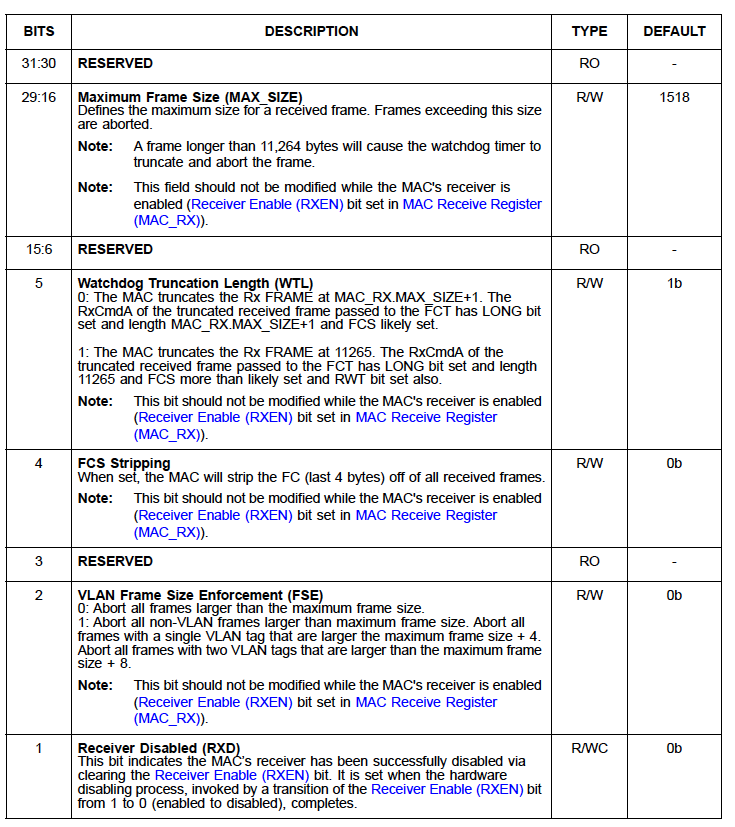 BITS DESCRIPTION TYPE DEFAULT
31:30 RESERVED RO -
29:16 Maximum Frame Size (MAX_SIZE) R/W 1518
Defines the maximum size for a received frame. Frames exceeding this size
are aborted.
Note: A frame longer than 11,264 bytes will cause the watchdog timer to
truncate and abort the frame.
Note: This field should not be modified while the MAC's receiver is
enabled (Receiver Enable (RXEN) bit set in MAC Receive Register
(MAC_RX)).
15:6 RESERVED RO -
5 Watchdog Truncation Length (WTL) R/W 1b
0: The MAC truncates the Rx FRAME at MAC_RX.MAX_SIZE+1. The
RxCmdA of the truncated received frame passed to the FCT has LONG bit
set and length MAC_RX.MAX_SIZE+1 and FCS likely set.
1: The MAC truncates the Rx FRAME at 11265. The RxCmdA of the
truncated received frame passed to the FCT has LONG bit set and length
11265 and FCS more than likely set and RWT bit set also.
Note: This bit should not be modified while the MAC's receiver is enabled
(Receiver Enable (RXEN) bit set in MAC Receive Register
(MAC_RX)).
4 FCS Stripping R/W 0b
When set, the MAC will strip the FC (last 4 bytes) off of all received frames.
Note: This bit should not be modified while the MAC's receiver is enabled
(Receiver Enable (RXEN) bit set in MAC Receive Register
(MAC_RX)).
3 RESERVED RO -
2 VLAN Frame Size Enforcement (FSE) R/W 0b
0: Abort all frames larger than the maximum frame size.
1: Abort all non-VLAN frames larger than maximum frame size. Abort all
frames with a single VLAN tag that are larger the maximum frame size + 4.
Abort all frames with two VLAN tags that are larger than the maximum frame
size + 8.
Note: This bit should not be modified while the MAC's receiver is enabled
(Receiver Enable (RXEN) bit set in MAC Receive Register
(MAC_RX)).
1 Receiver Disabled (RXD) R/WC 0b
This bit indicates the MAC's receiver has been successfully disabled via
clearing the Receiver Enable (RXEN) bit. It is set when the hardware
disabling process, invoked by a transition of the Receiver Enable (RXEN) bit
from 1 to 0 (enabled to disabled), completes.